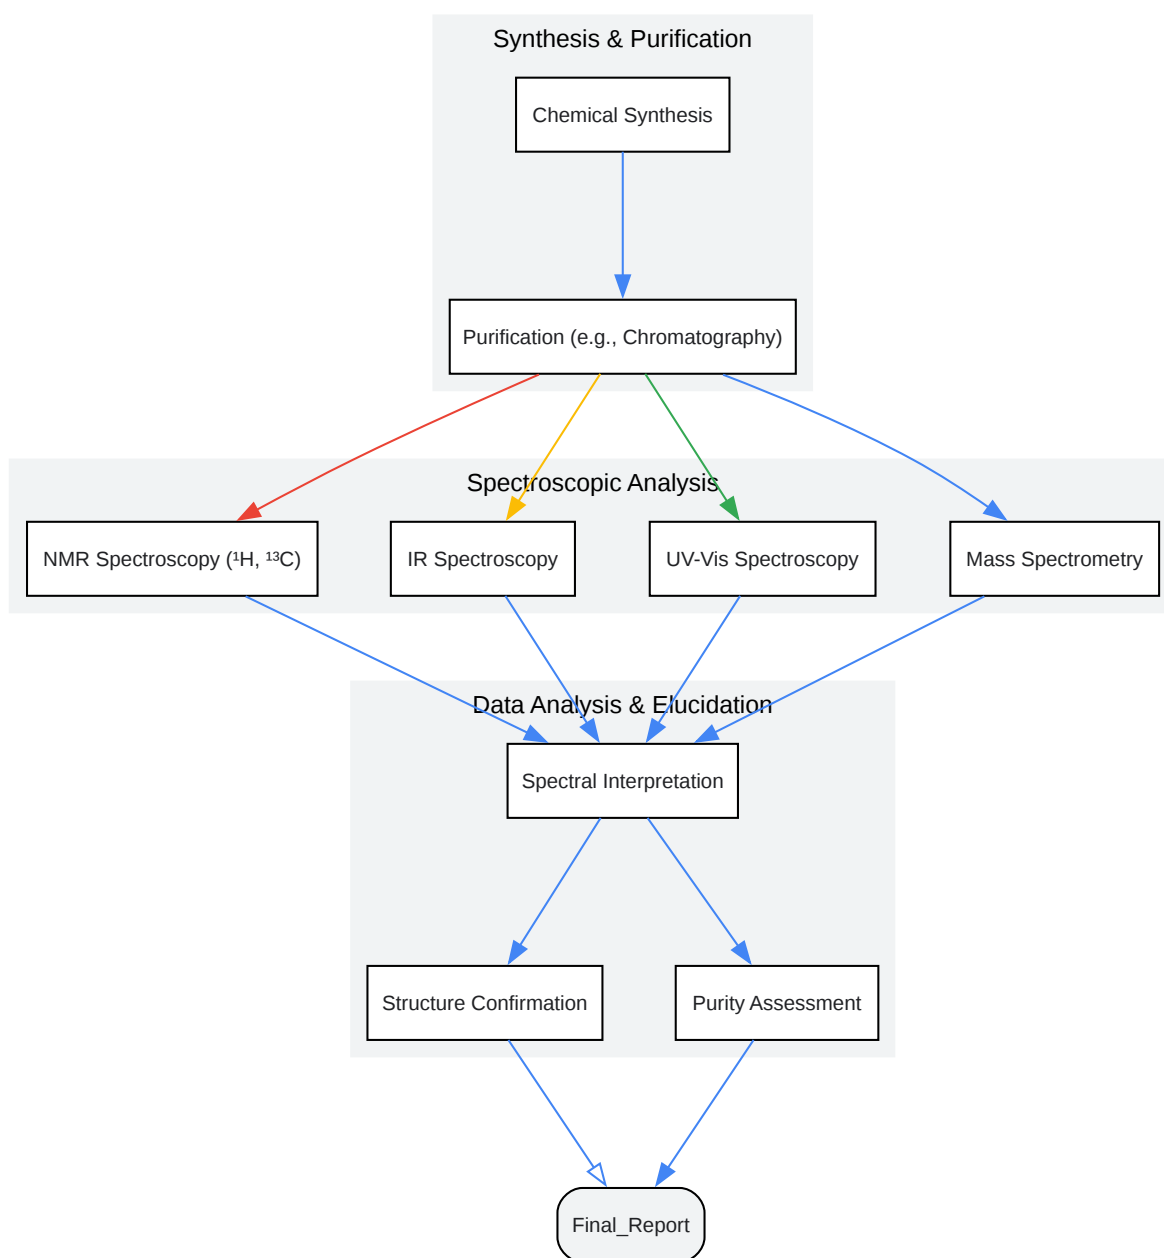 Synthesis & Purification
Chemical Synthesis
Purification (e.g., Chromatography)
Spectroscopic Analysis
NMR Spectroscopy (¹H, ¹³C)
IR Spectroscopy
UV-Vis Spectroscopy
Mass Spectrometry
Data Analysis & Elucidation
Spectral Interpretation
Structure Confirmation
Purity Assessment
Final_Report